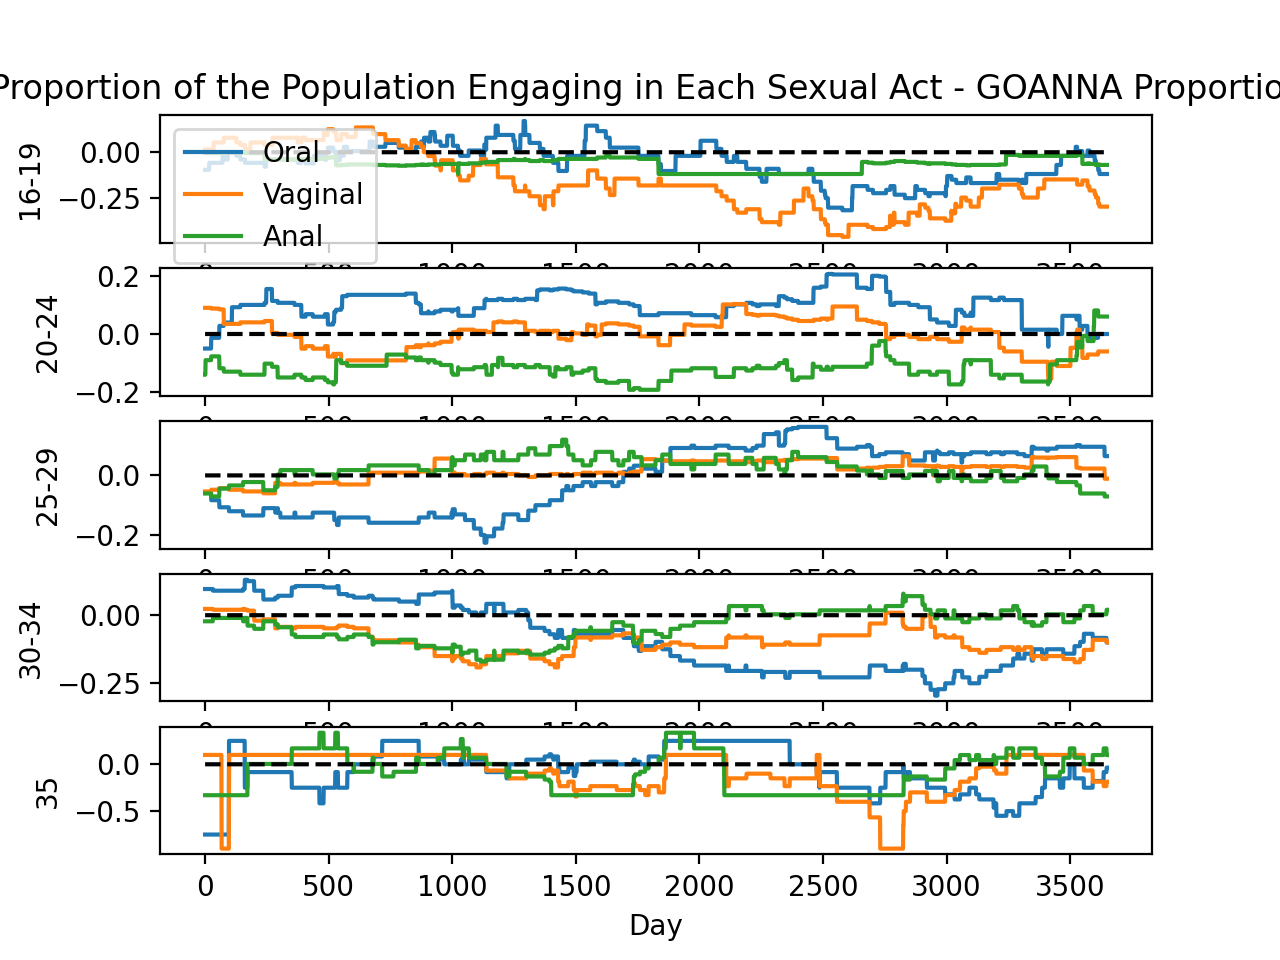 Proportion of the Population Engaging in Each Sexual Act - GOANNA Proportio
Oral
Vaginal
Anal
16-19
0.00
−0.25
20-24
0.2
0.0
−0.2
25-29
0.0
−0.2
30-34
0.00
−0.25
35
0.0
−0.5
0 500 1000 1500 2000 2500 3000 3500
Day